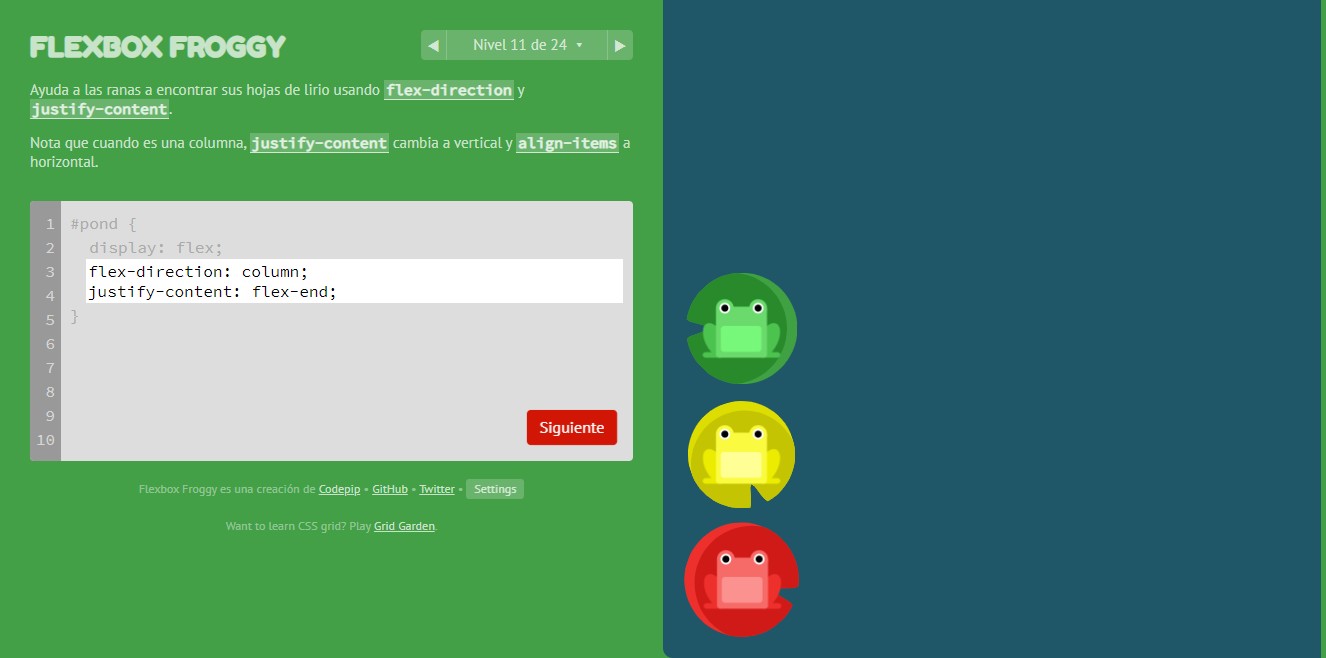 FLEXBOX FROGGY
◀ Nivel 11 de 24 ▾ ▶
Ayuda a las ranas a encontrar sus hojas de lirio usando flex-direction y
justify-content.
Nota que cuando es una columna, justify-content cambia a vertical y align-items a
horizontal.
1 #pond {
2 display: flex;
3 flex-direction: column;
4 justify-content: flex-end;
5 }
6
7
8
9
10
Siguiente
Flexbox Froggy es una creación de Codepip • GitHub • Twitter • Settings
Want to learn CSS grid? Play Grid Garden.